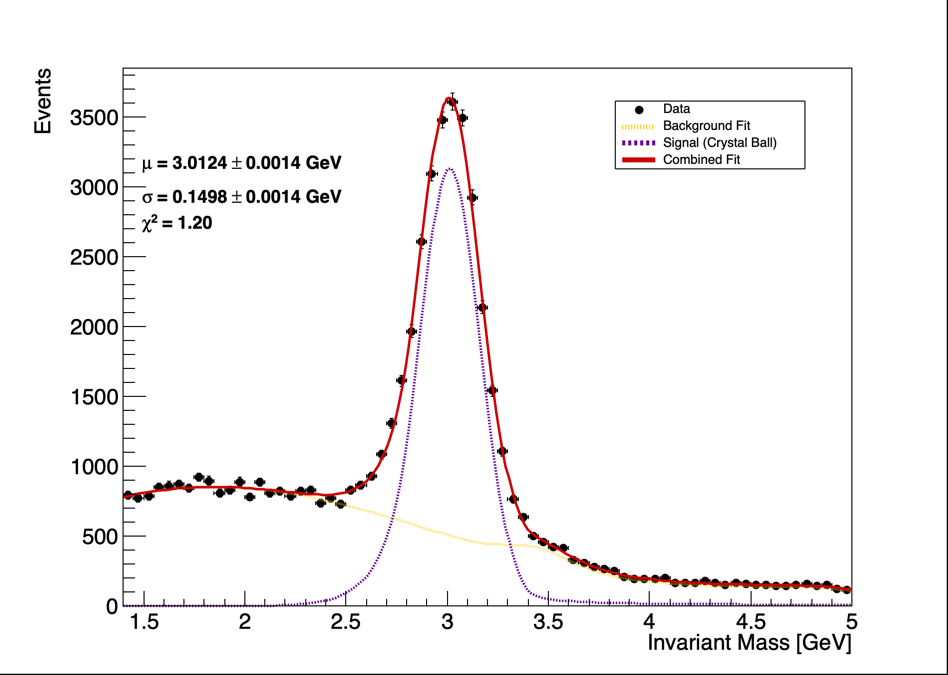 Events
3500
3000
2500
2000
1500
1000
500
0
μ = 3.0124 ± 0.0014 GeV
σ = 0.1498 ± 0.0014 GeV
χ² = 1.20
Data
Background Fit
Signal (Crystal Ball)
Combined Fit
1.5 2 2.5 3 3.5 4 4.5 5
Invariant Mass [GeV]